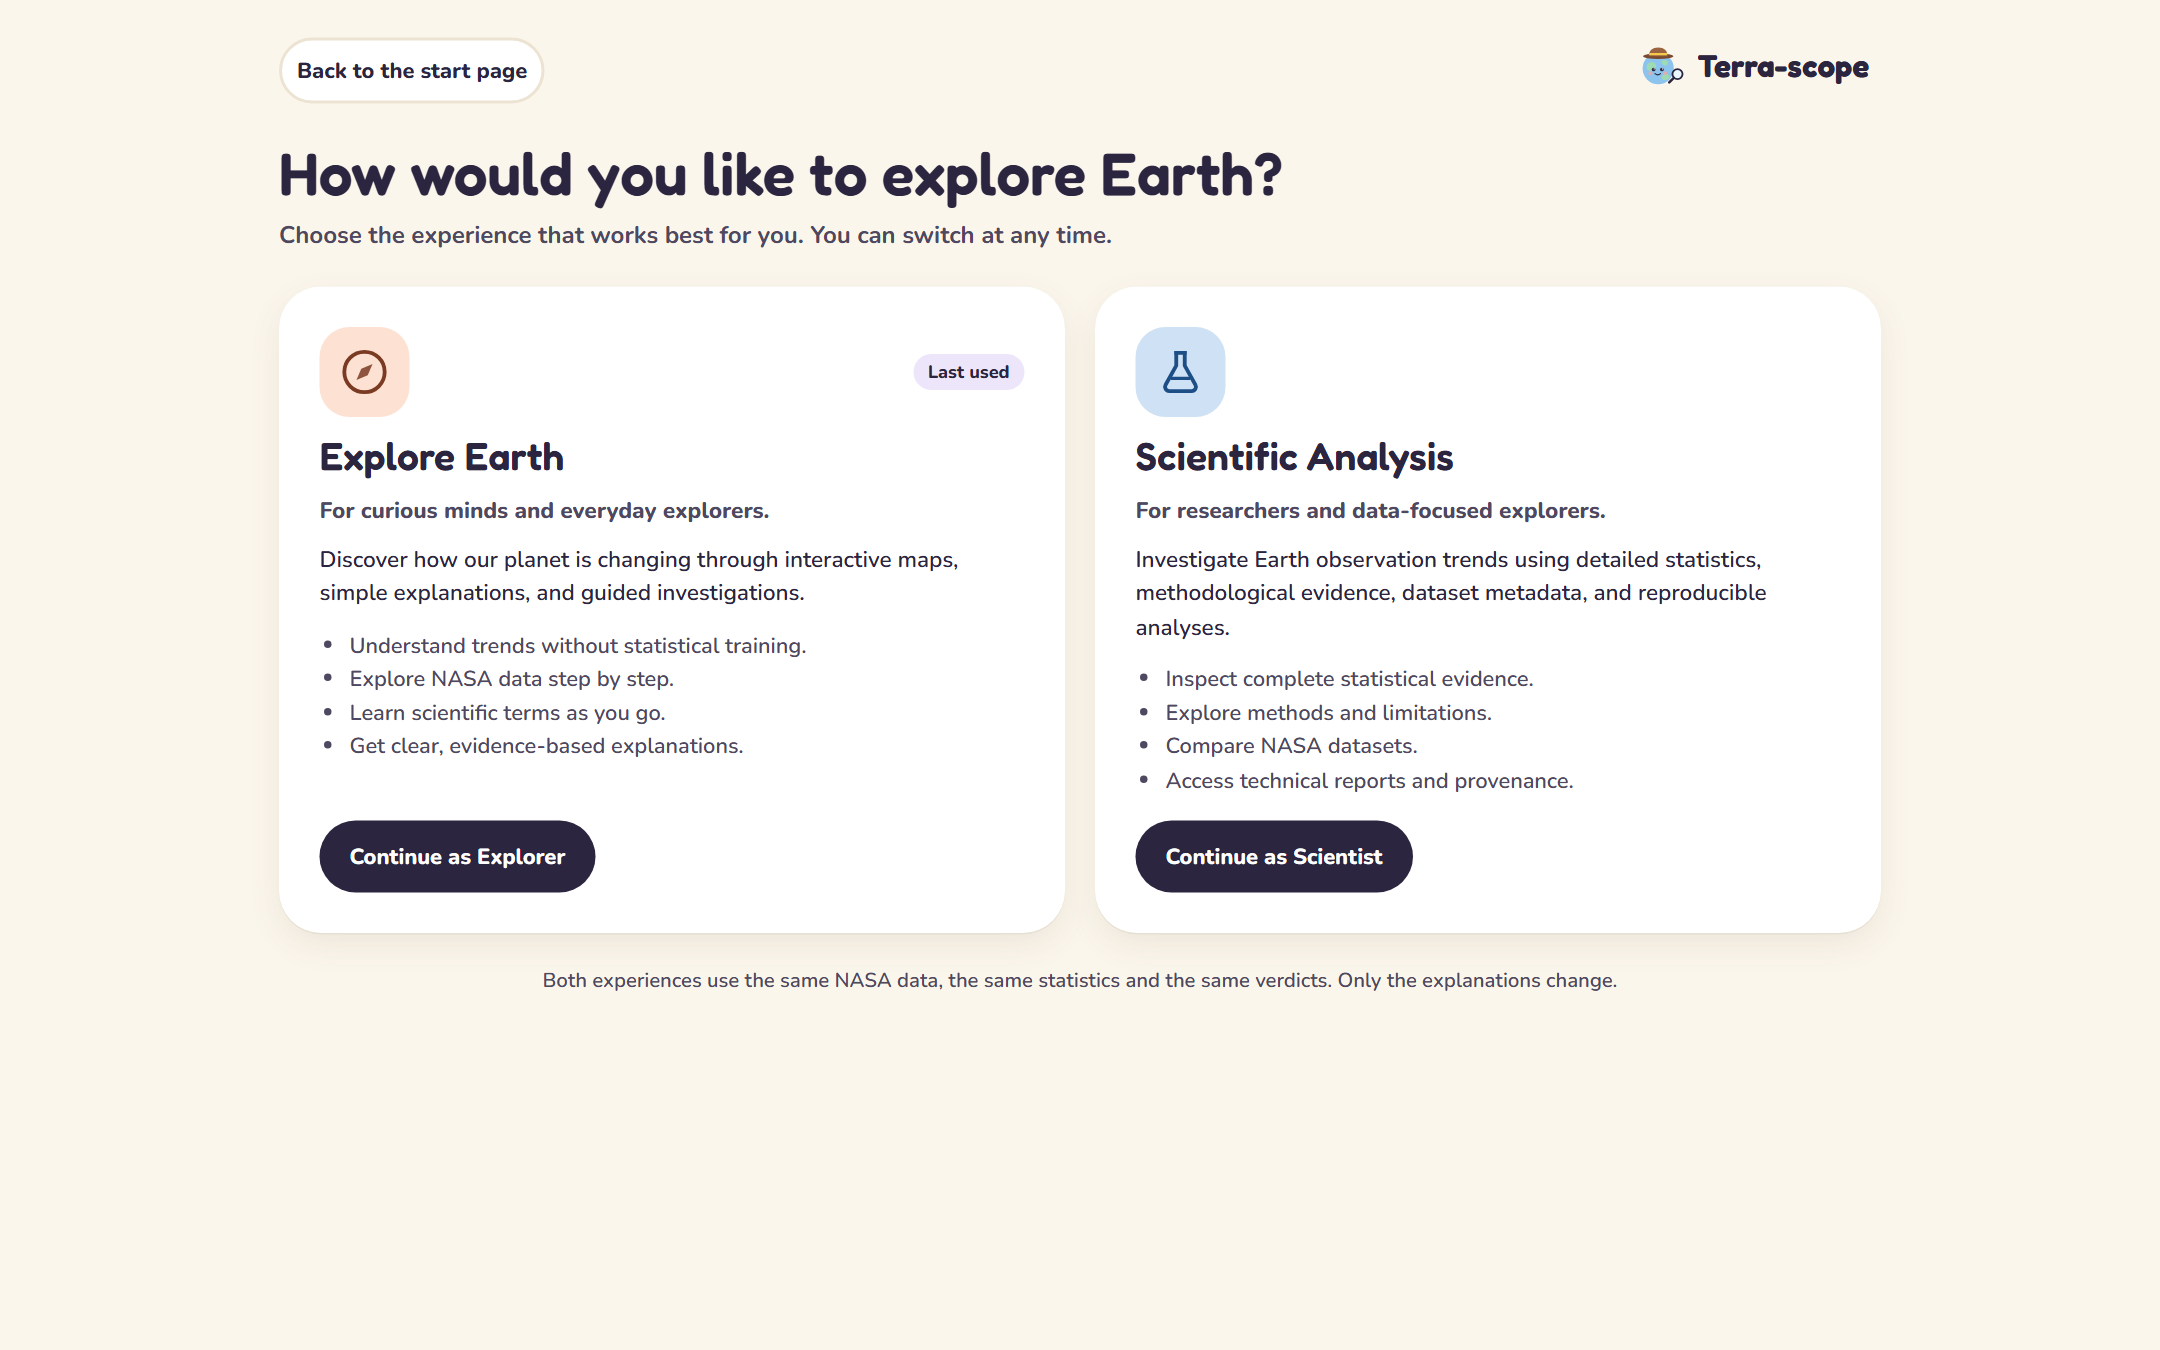 Back to the start page
Terra-scope
How would you like to explore Earth?
Choose the experience that works best for you. You can switch at any time.
Last used
Explore Earth
For curious minds and everyday explorers.
Discover how our planet is changing through interactive maps,
simple explanations, and guided investigations.
• Understand trends without statistical training.
• Explore NASA data step by step.
• Learn scientific terms as you go.
• Get clear, evidence-based explanations.
Continue as Explorer
Scientific Analysis
For researchers and data-focused explorers.
Investigate Earth observation trends using detailed statistics,
methodological evidence, dataset metadata, and reproducible
analyses.
• Inspect complete statistical evidence.
• Explore methods and limitations.
• Compare NASA datasets.
• Access technical reports and provenance.
Continue as Scientist
Both experiences use the same NASA data, the same statistics and the same verdicts. Only the explanations change.